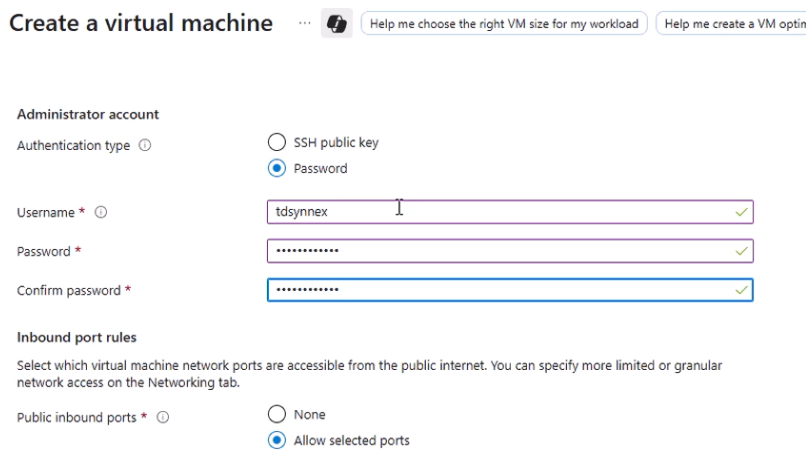 Create a virtual machine ... Help me choose the right VM size for my workload Help me create a VM optim
Administrator account
Authentication type SSH public key
Password
Username * tdsynnex
Password * ••••••••••••
Confirm password * ••••••••••••
Inbound port rules
Select which virtual machine network ports are accessible from the public internet. You can specify more limited or granular
network access on the Networking tab.
Public inbound ports * None
Allow selected ports